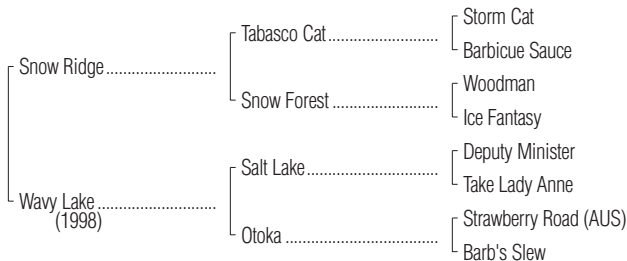 Storm Cat
Tabasco Cat
Barbicue Sauce
Snow Ridge
Woodman
Snow Forest
Ice Fantasy
Deputy Minister
Salt Lake
Take Lady Anne
Wavy Lake
(1998)
Strawberry Road (AUS)
Otoka
Barb's Slew